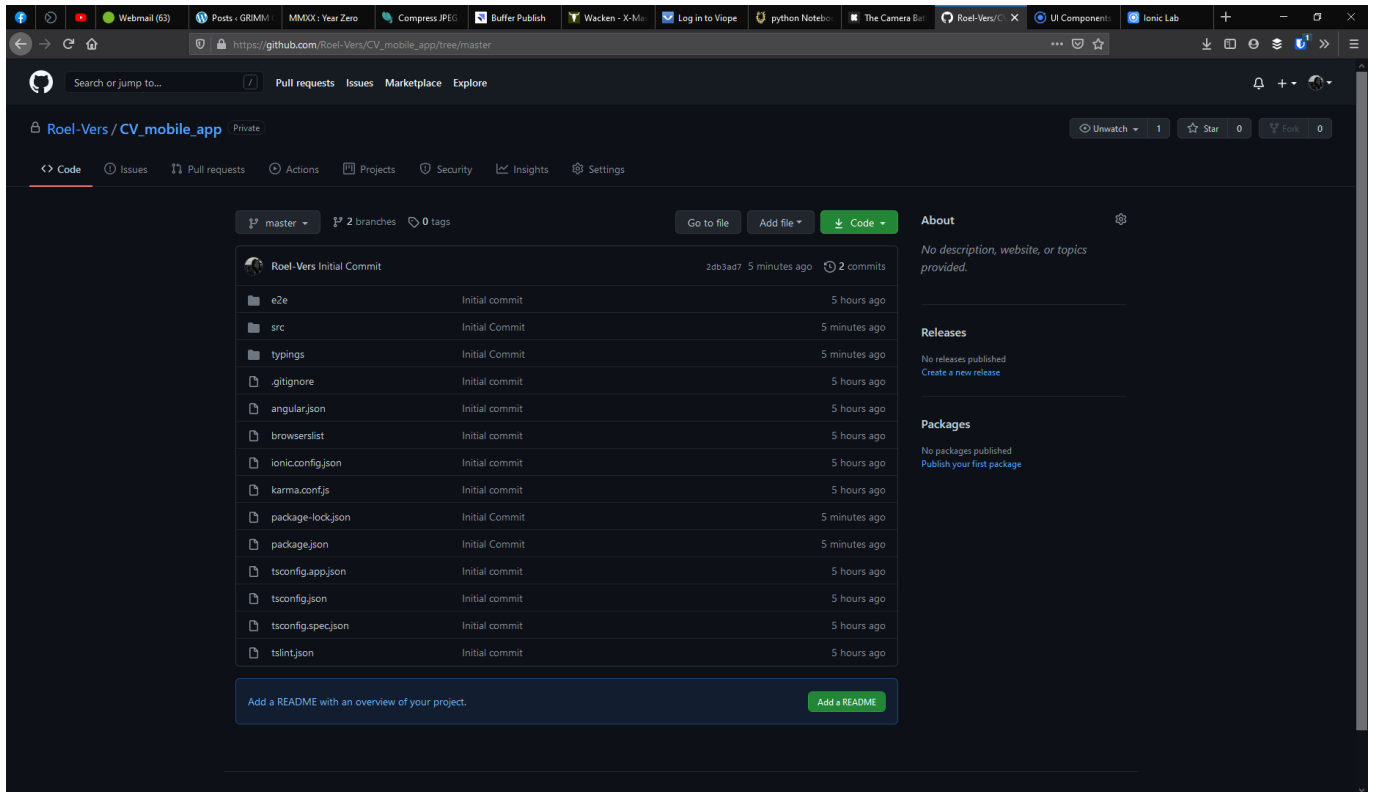 Webmail (63) Posts ‹ GRIMM MMXX : Year Zero Compress JPEG Buffer Publish Wacken - X-Mas Log in to Viope python Notebo The Camera Bat Roel-Vers/C UI Components Ionic Lab
https://github.com/Roel-Vers/CV_mobile_app/tree/master
1
Search or jump to... / Pull requests Issues Marketplace Explore
Roel-Vers / CV_mobile_app Private Unwatch 1 Star 0 Fork 0
<> Code Issues Pull requests Actions Projects Security Insights Settings
master 2 branches 0 tags Go to file Add file Code
Roel-Vers Initial Commit 2db3ad7 5 minutes ago 2 commits
e2e Initial commit 5 hours ago
src Initial Commit 5 minutes ago
typings Initial Commit 5 minutes ago
.gitignore Initial commit 5 hours ago
angular.json Initial commit 5 hours ago
browserslist Initial commit 5 hours ago
ionic.config.json Initial commit 5 hours ago
karma.conf.js Initial commit 5 hours ago
package-lock.json Initial Commit 5 minutes ago
package.json Initial Commit 5 minutes ago
tsconfig.app.json Initial commit 5 hours ago
tsconfig.json Initial commit 5 hours ago
tsconfig.spec.json Initial commit 5 hours ago
tslint.json Initial commit 5 hours ago
Add a README with an overview of your project. Add a README
About
No description, website, or topics
provided.
Releases
No releases published
Create a new release
Packages
No packages published
Publish your first package